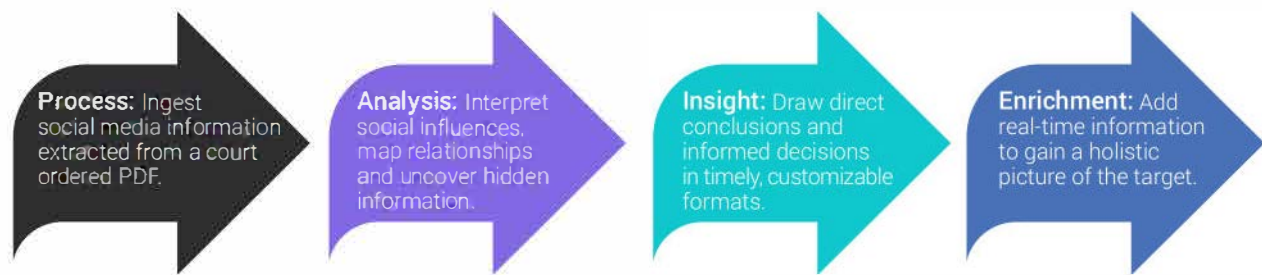 Process: Ingest
social media information
extracted from a court
ordered PDF.
Analysis: Interpret
social influences,
map relationships
and uncover hidden
information.
Insight: Draw direct
conclusions and
informed decisions
in timely, customizable
formats.
Enrichment: Add
real-time information
to gain a holistic
picture of the target.